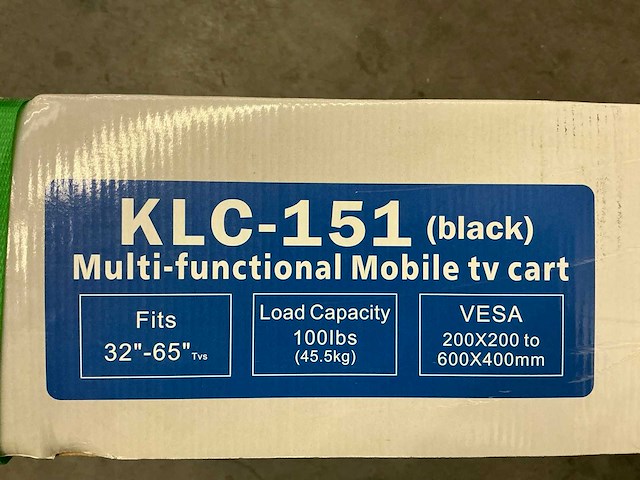 KLC-151 (black)
Multi-functional Mobile tv cart
Fits
32"-65" Tvs
Load Capacity
100lbs
(45.5kg)
VESA
200X200 to
600X400mm